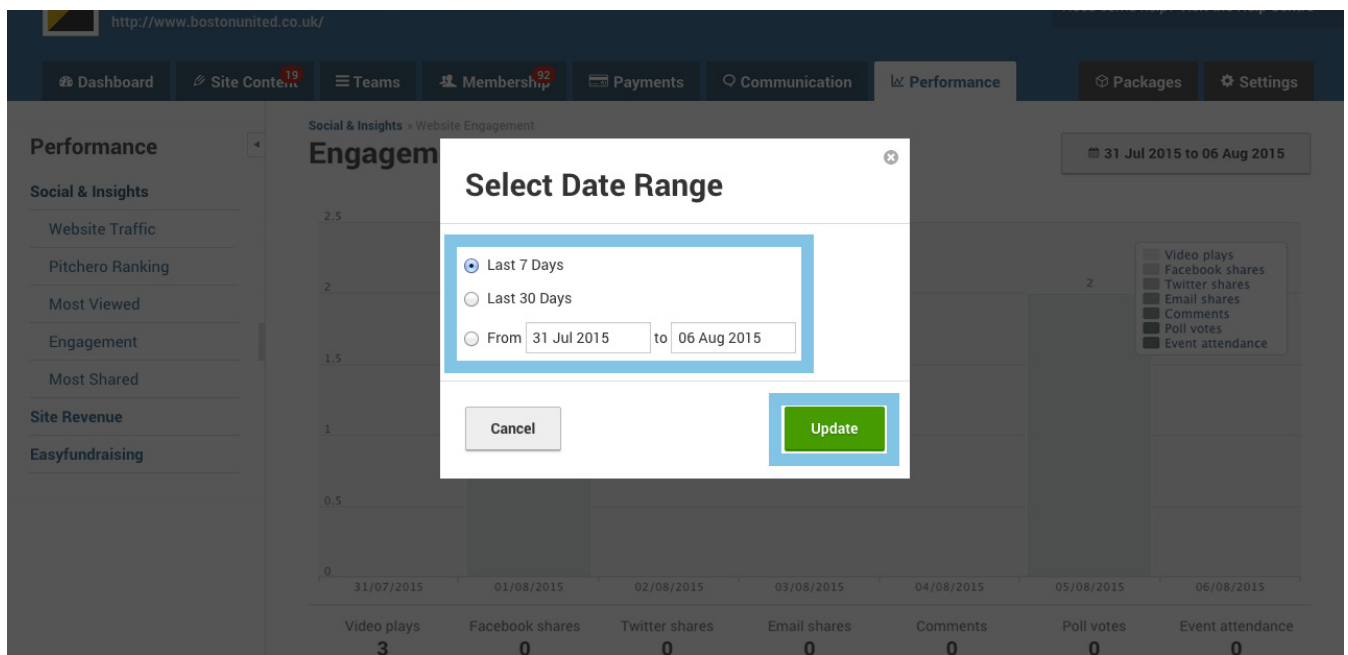 http://www.bostonunited.co.uk/
Dashboard
Site Content
19
Teams
Membership
92
Payments
Communication
Performance
Packages
Settings
Performance
Social & Insights
Website Traffic
Pitchero Ranking
Most Viewed
Engagement
Most Shared
Site Revenue
Easyfundraising
Social & Insights » Website Engagement
Engagem
31 Jul 2015 to 06 Aug 2015
Select Date Range
Last 7 Days
Last 30 Days
From 31 Jul 2015 to 06 Aug 2015
Cancel
Update
2.5
2
1.5
1
0.5
0
2
Video plays
Facebook shares
Twitter shares
Email shares
Comments
Poll votes
Event attendance
31/07/2015 01/08/2015 02/08/2015 03/08/2015 04/08/2015 05/08/2015 06/08/2015
Video plays Facebook shares Twitter shares Email shares Comments Poll votes Event attendance
3 0 0 0 0 0 0